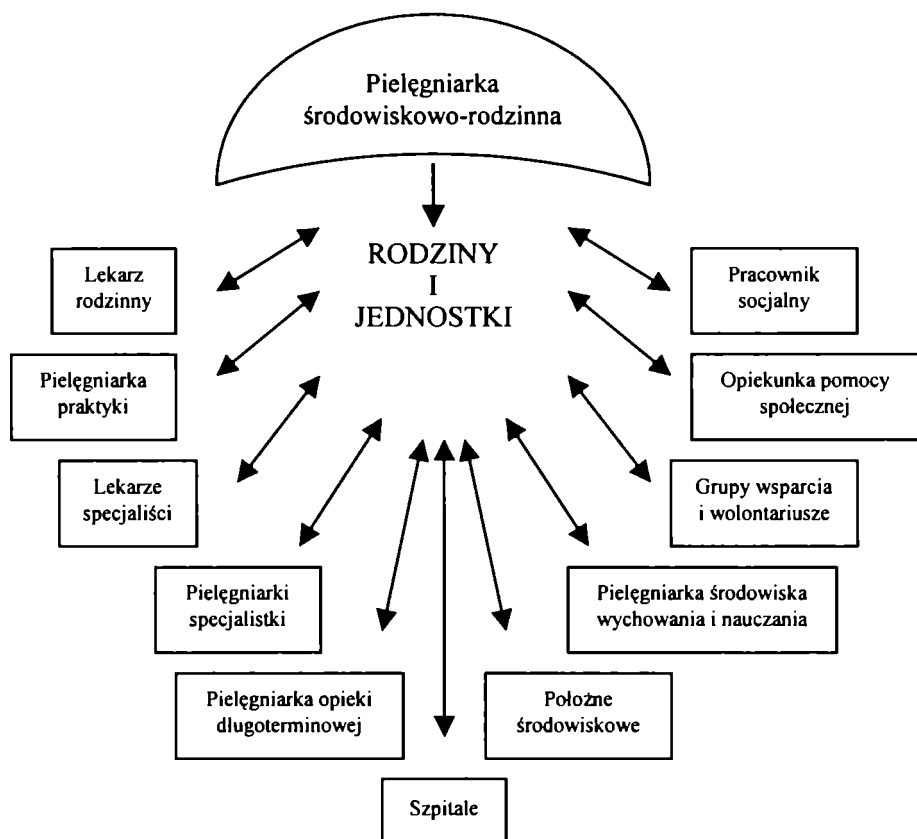 Pielęgniarka
środowiskowo-rodzinna
RODZINY
I
JEDNOSTKI
Lekarz
rodzinny
Pielęgniarka
praktyki
Lekarze
specjaliści
Pielęgniarki
specjalistki
Pielęgniarka opieki
długoterminowej
Szpitale
Położne
środowiskowe
Pielęgniarka środowiska
wychowania i nauczania
Grupy wsparcia
i wolontariusze
Opiekunka pomocy
społecznej
Pracownik
socjalny